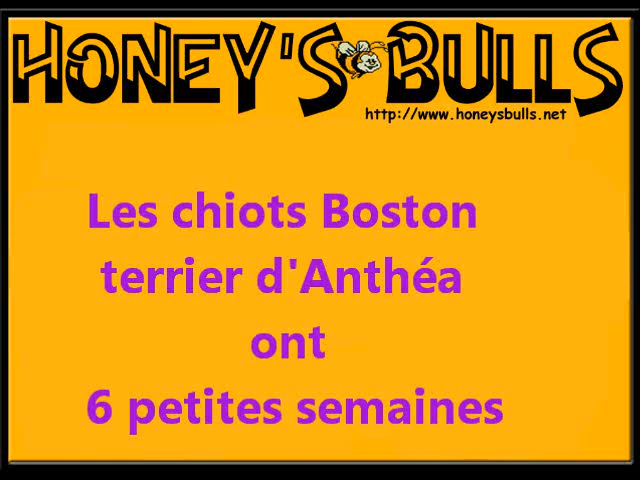 HONEY'S BULLS
http://www.honeysbulls.net
Les chiots Boston
terrier d'Anthéa
ont
6 petites semaines